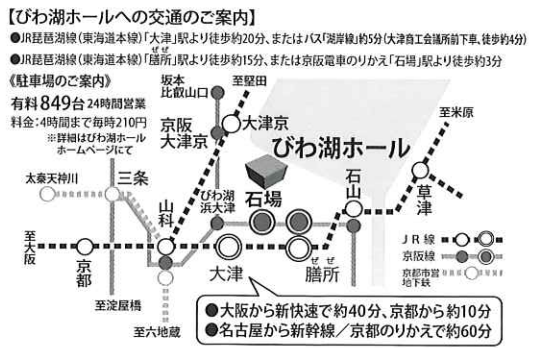 【びわ湖ホールへの交通のご案内】
●JR琵琶湖線(東海道本線)「大津」駅より徒歩約20分、またはバス「湖岸線」約5分(大津商工会議所前下車、徒歩約4分)
●JR琵琶湖線(東海道本線)「膳所」駅より徒歩約15分、または京阪電車のりかえ「石場」駅より徒歩約3分
ぜぜ
《駐車場のご案内》
有料849台 24時間営業
料金:4時間まで毎時210円
※詳細はびわ湖ホール
ホームページにて
坂本
比叡山口
至堅田
京阪
大津京
大津京
至米原
びわ湖ホール
太秦天神川
三条
山科
びわ湖
浜大津
石場
石山
草津
至大阪
京都
大津
ぜぜ
膳所
至淀屋橋
至六地蔵
JR線
京阪線
京都市営
地下鉄
●大阪から新快速で約40分、京都から約10分
●名古屋から新幹線/京都のりかえで約60分